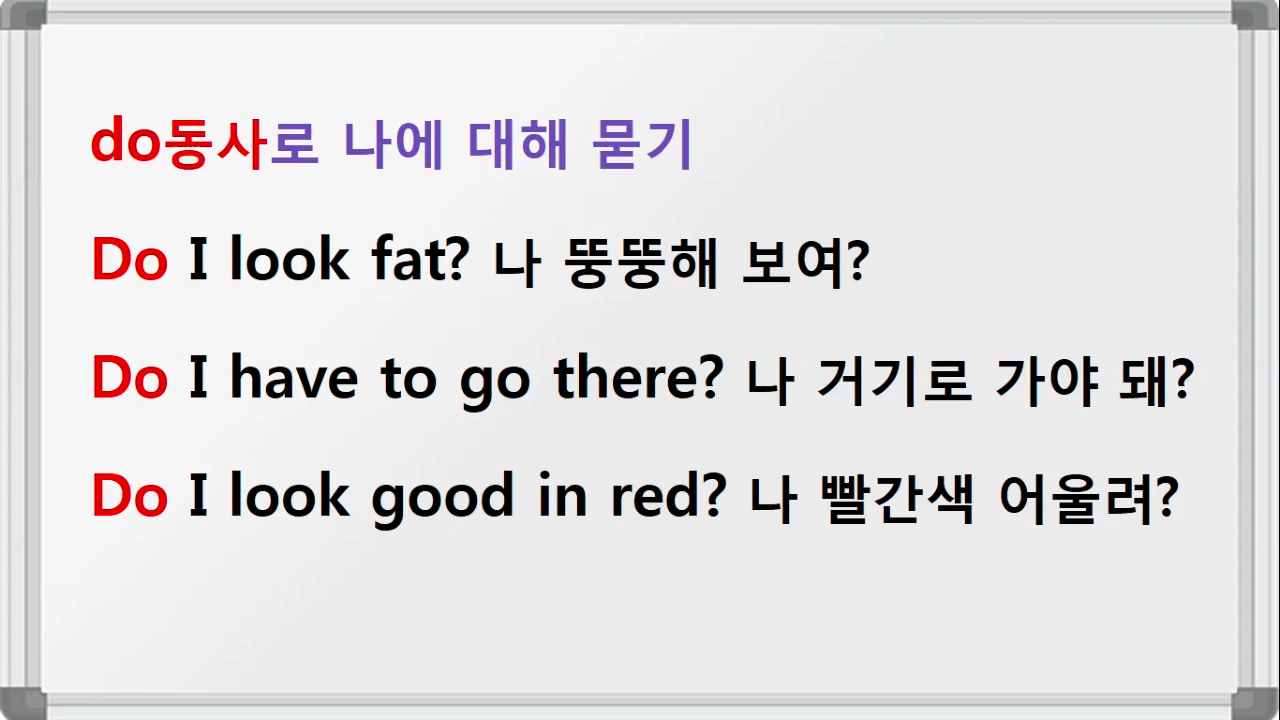 do동사로 나에 대해 묻기
Do I look fat? 나 뚱뚱해 보여?
Do I have to go there? 나 거기로 가야 돼?
Do I look good in red? 나 빨간색 어울려?